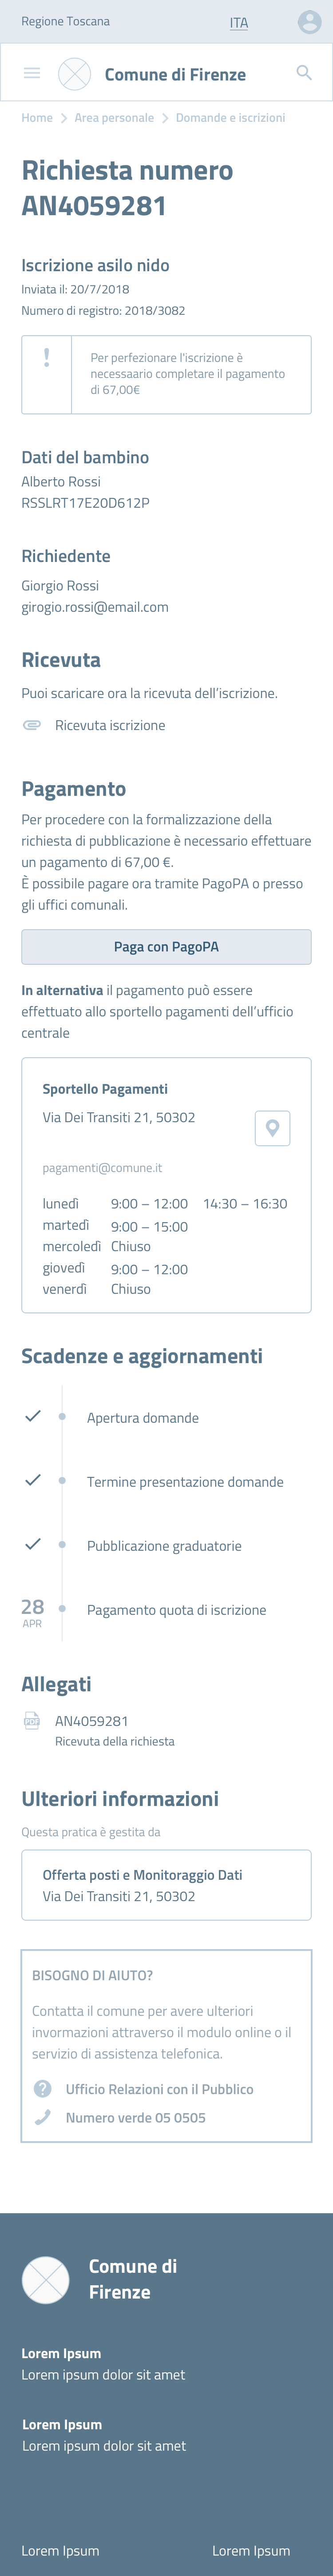 Regione Toscana
ITA
Comune di Firenze
Home
Area personale
Domande e iscrizioni
Richiesta numero
AN4059281
Iscrizione asilo nido
Inviata il: 20/7/2018
Numero di registro: 2018/3082
!
Per perfezionare l'iscrizione è
necessaario completare il pagamento
di 67,00€
Dati del bambino
Alberto Rossi
RSSLRT17E20D612P
Richiedente
Giorgio Rossi
girogio.rossi@email.com
Ricevuta
Puoi scaricare ora la ricevuta dell’iscrizione.
Ricevuta iscrizione
Pagamento
Per procedere con la formalizzazione della
richiesta di pubblicazione è necessario effettuare
un pagamento di 67,00 €.
È possibile pagare ora tramite PagoPA o presso
gli uffici comunali.
Paga con PagoPA
In alternativa il pagamento può essere
effettuato allo sportello pagamenti dell’ufficio
centrale
Sportello Pagamenti
Via Dei Transiti 21, 50302
pagamenti@comune.it
lunedì 9:00 – 12:00 14:30 – 16:30
martedì 9:00 – 15:00
mercoledì Chiuso
giovedì 9:00 – 12:00
venerdì Chiuso
Scadenze e aggiornamenti
Apertura domande
Termine presentazione domande
Pubblicazione graduatorie
28
APR
Pagamento quota di iscrizione
Allegati
PDF
AN4059281
Ricevuta della richiesta
Ulteriori informazioni
Questa pratica è gestita da
Offerta posti e Monitoraggio Dati
Via Dei Transiti 21, 50302
BISOGNO DI AIUTO?
Contatta il comune per avere ulteriori
invormazioni attraverso il modulo online o il
servizio di assistenza telefonica.
?
Ufficio Relazioni con il Pubblico
Numero verde 05 0505
Comune di
Firenze
Lorem Ipsum
Lorem ipsum dolor sit amet
Lorem Ipsum
Lorem ipsum dolor sit amet
Lorem Ipsum
Lorem Ipsum